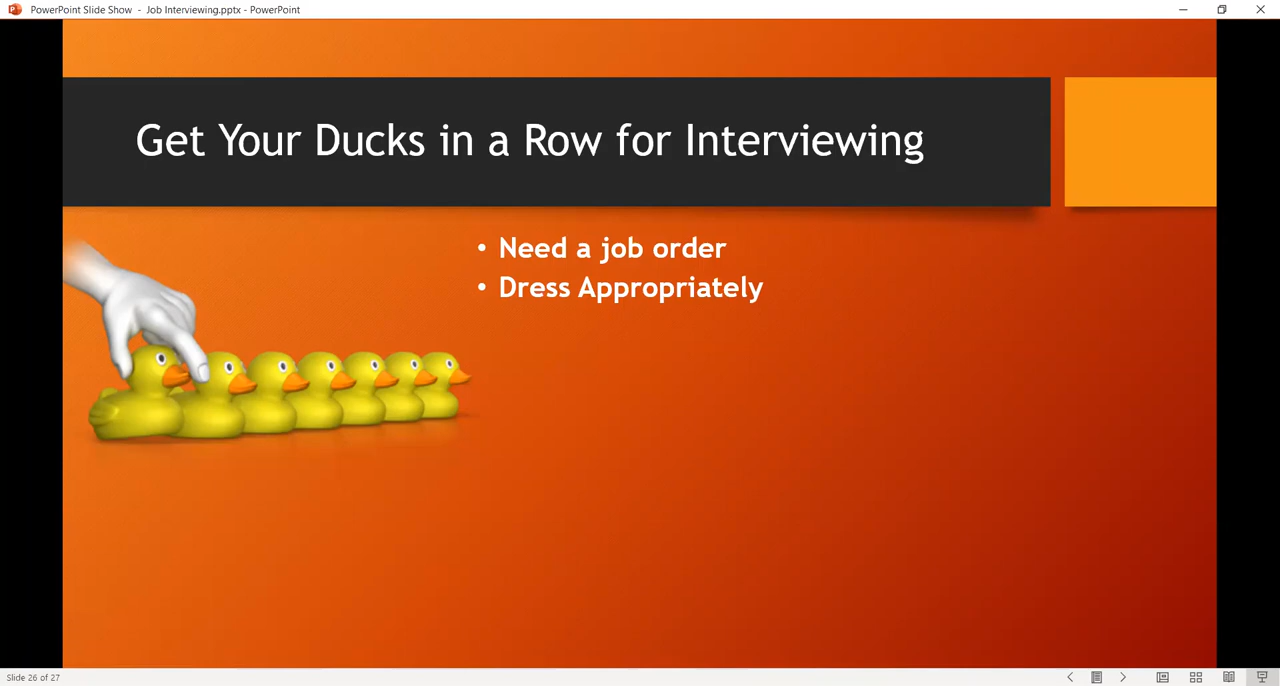 PowerPoint Slide Show - Job Interviewing.pptx - PowerPoint
Get Your Ducks in a Row for Interviewing
• Need a job order
• Dress Appropriately
Slide 26 of 27